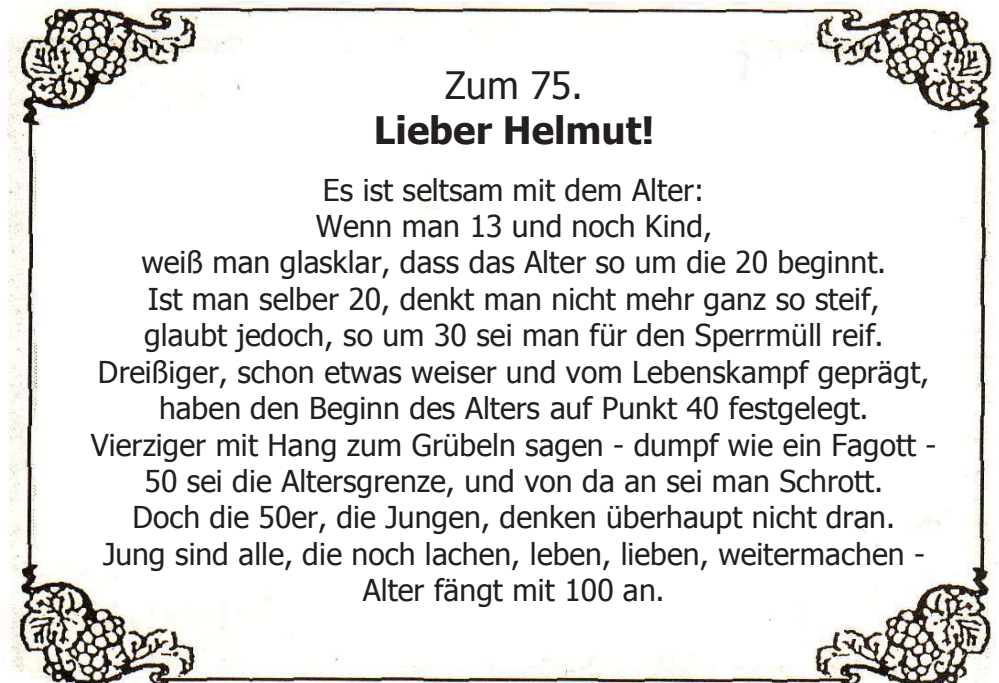 Zum 75.
Lieber Helmut!
Es ist seltsam mit dem Alter:
Wenn man 13 und noch Kind,
weiß man glasklar, dass das Alter so um die 20 beginnt.
Ist man selber 20, denkt man nicht mehr ganz so steif,
glaubt jedoch, so um 30 sei man für den Sperrmüll reif.
Dreißiger, schon etwas weiser und vom Lebenskampf geprägt,
haben den Beginn des Alters auf Punkt 40 festgelegt.
Vierziger mit Hang zum Grübeln sagen - dumpf wie ein Fagott -
50 sei die Altersgrenze, und von da an sei man Schrott.
Doch die 50er, die Jungen, denken überhaupt nicht dran.
Jung sind alle, die noch lachen, leben, lieben, weitermachen -
Alter fängt mit 100 an.